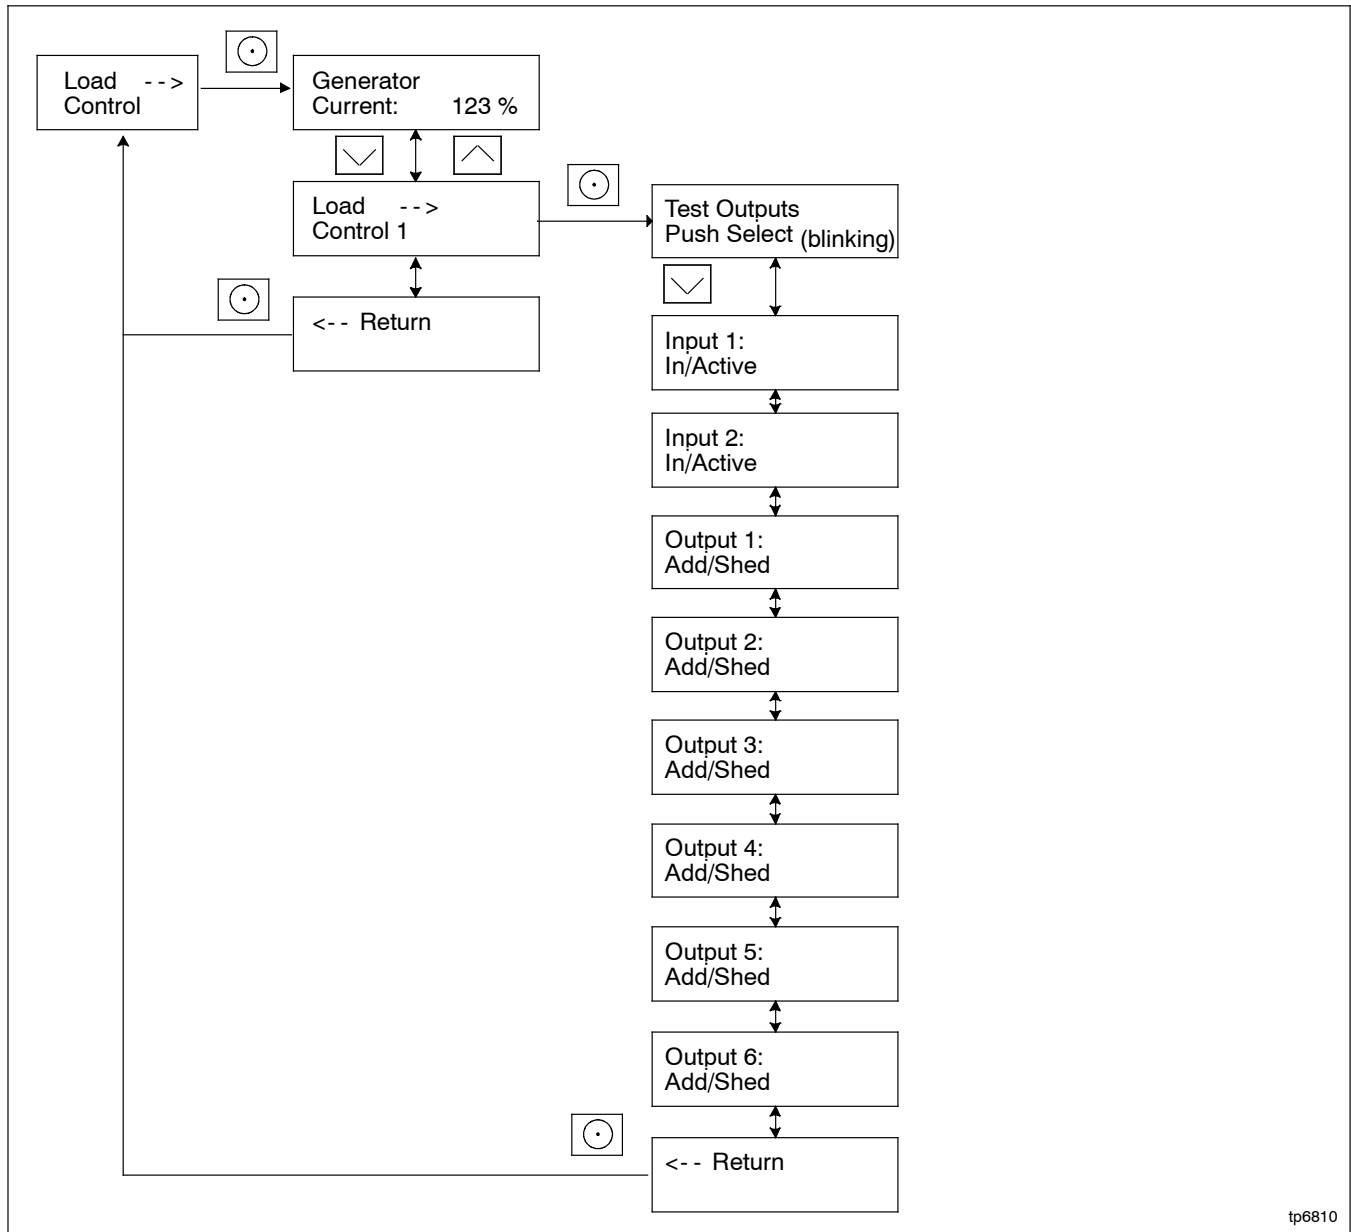 Load - - >
Control
Generator
Current: 123 %
Load - - >
Control 1
<- - Return
Test Outputs
Push Select (blinking)
Input 1:
In/Active
Input 2:
In/Active
Output 1:
Add/Shed
Output 2:
Add/Shed
Output 3:
Add/Shed
Output 4:
Add/Shed
Output 5:
Add/Shed
Output 6:
Add/Shed
<- - Return
tp6810